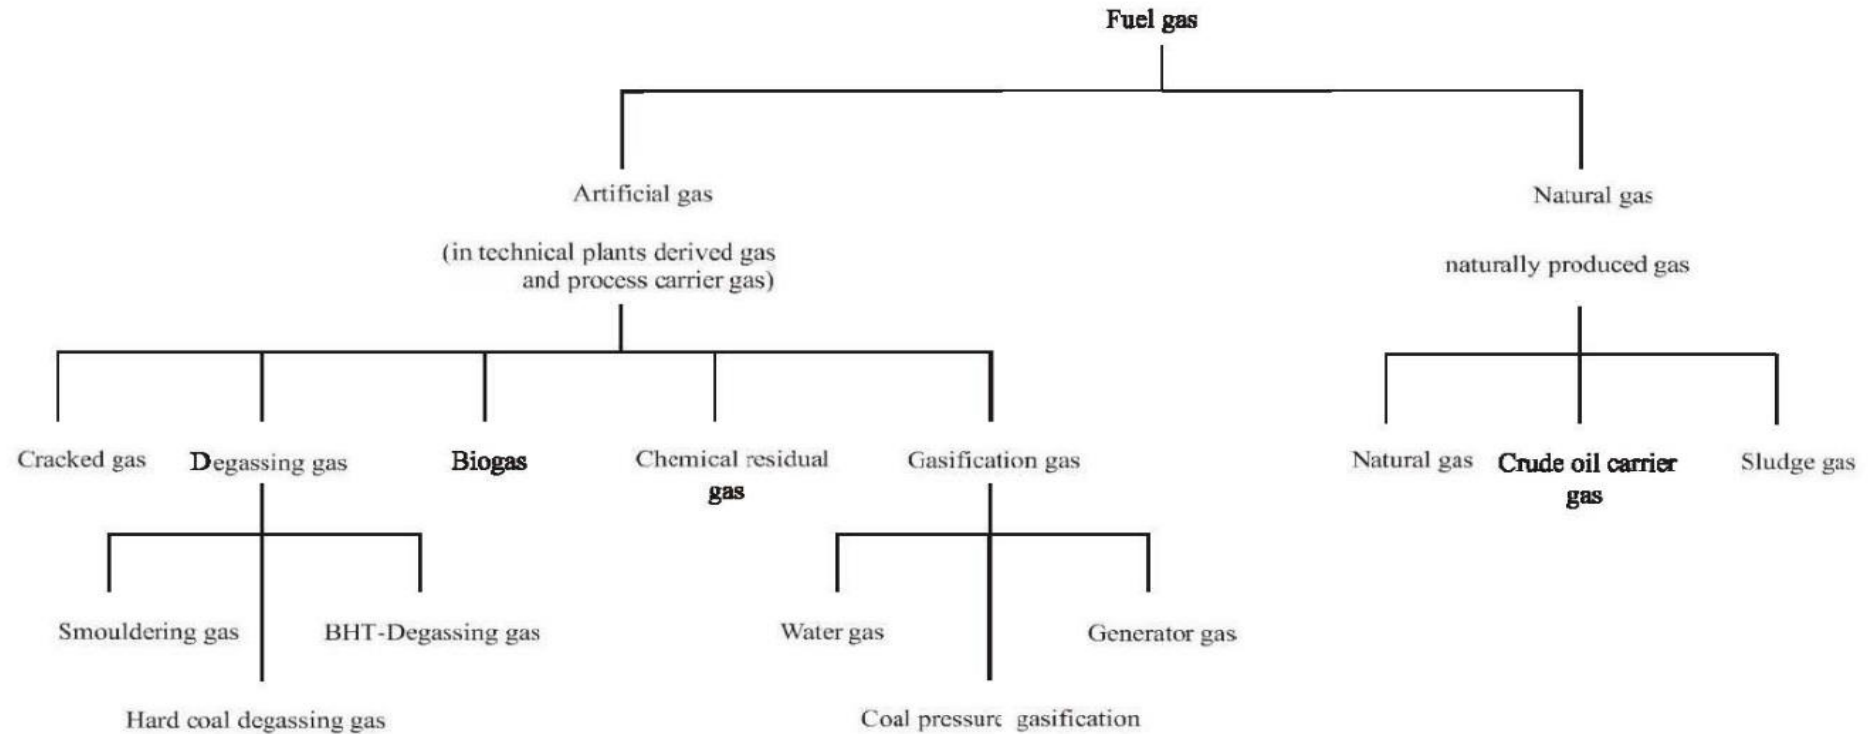 Fuel gas
Artificial gas
Natural gas
(in technical plants derived gas
and process carrier gas)
naturally produced gas
Cracked gas
Degassing gas
Biogas
Chemical residual
gas
Gasification gas
Natural gas
Crude oil carrier
gas
Sludge gas
Smouldering gas
BHT-Degassing gas
Water gas
Generator gas
Hard coal degassing gas
Coal pressure gasification